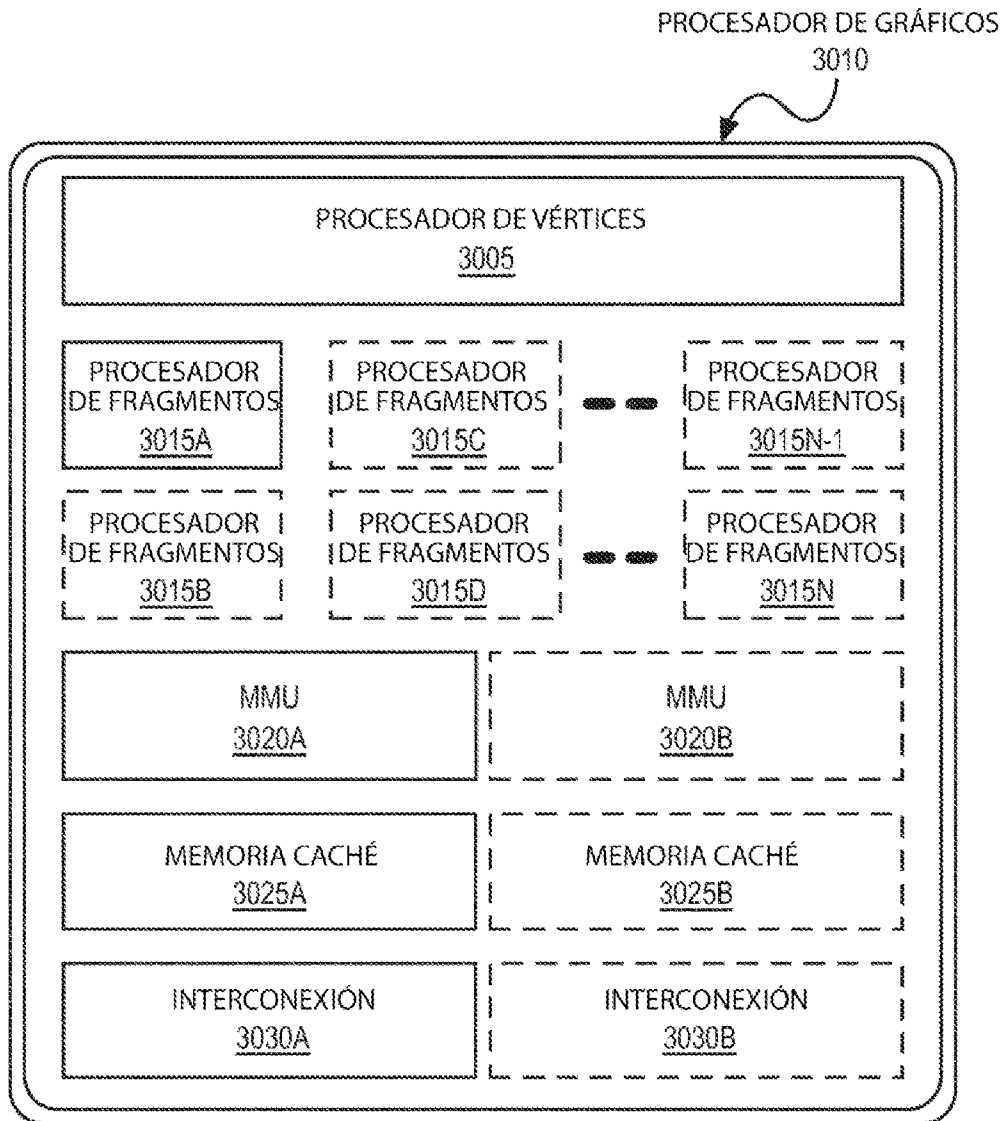 PROCESADOR DE GRÁFICOS
3010
PROCESADOR DE VÉRTICES
3005
PROCESADOR
DE FRAGMENTOS
3015A
PROCESADOR
DE FRAGMENTOS
3015C
PROCESADOR
DE FRAGMENTOS
3015N-1
PROCESADOR
DE FRAGMENTOS
3015B
PROCESADOR
DE FRAGMENTOS
3015D
PROCESADOR
DE FRAGMENTOS
3015N
MMU
3020A
MMU
3020B
MEMORIA CACHÉ
3025A
MEMORIA CACHÉ
3025B
INTERCONEXIÓN
3030A
INTERCONEXIÓN
3030B